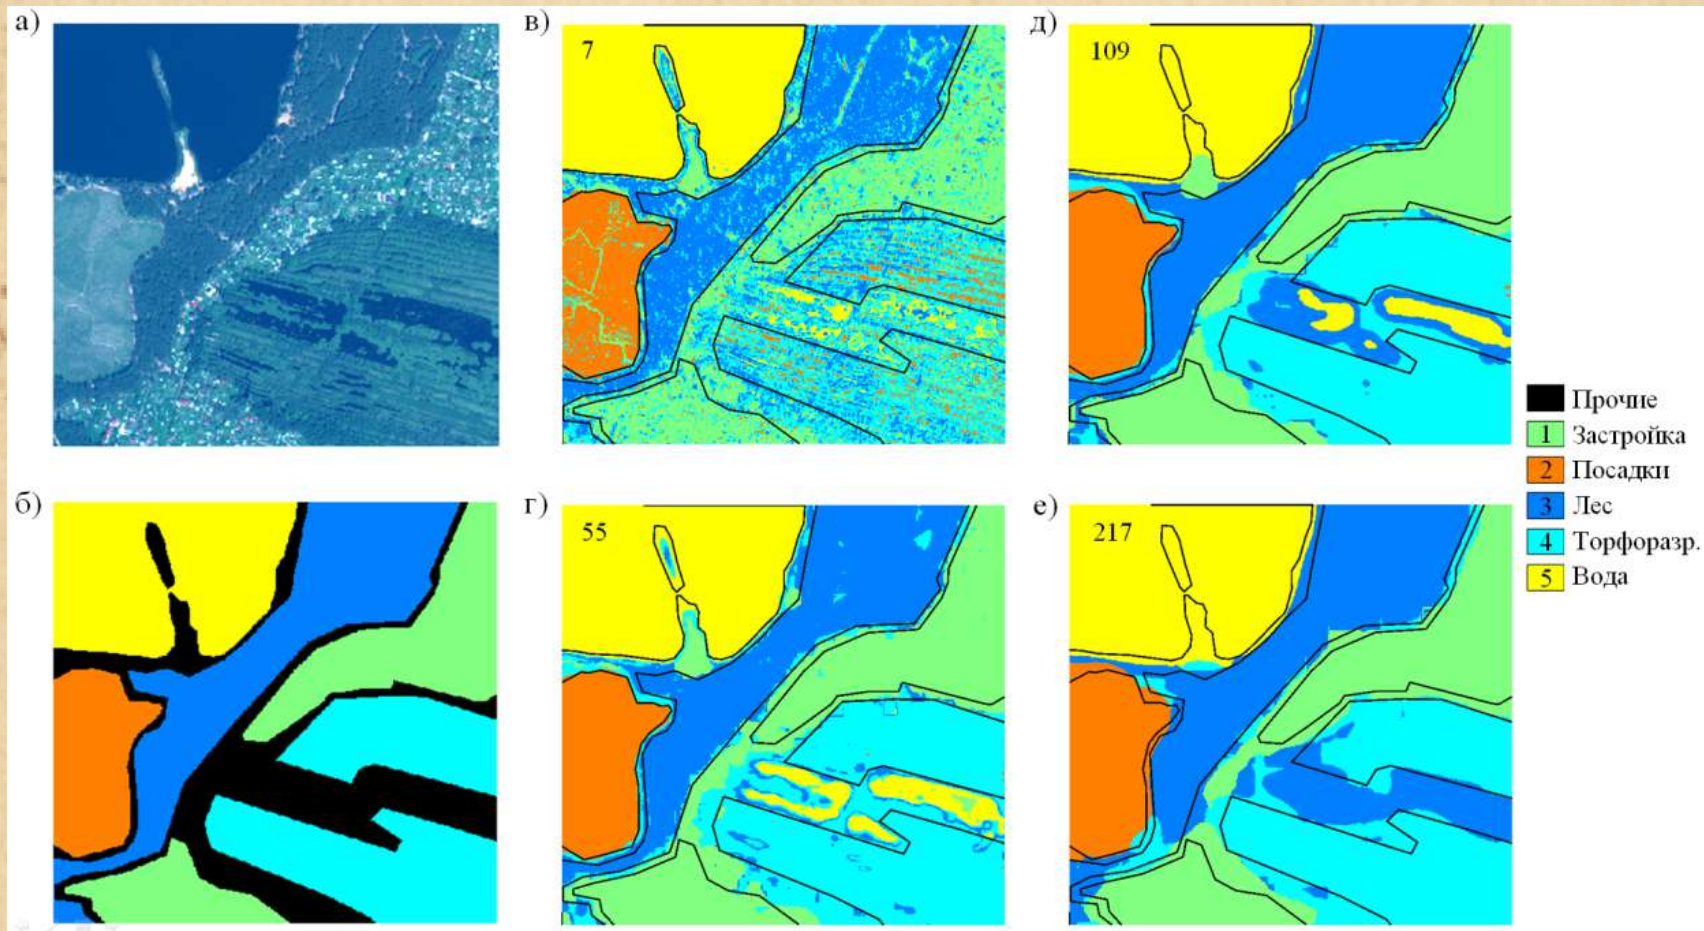 а)
в)
7
д)
109
б)
г)
55
е)
217
Прочие
1 Застройка
2 Посадки
3 Лес
4 Торфоразр.
5 Вода